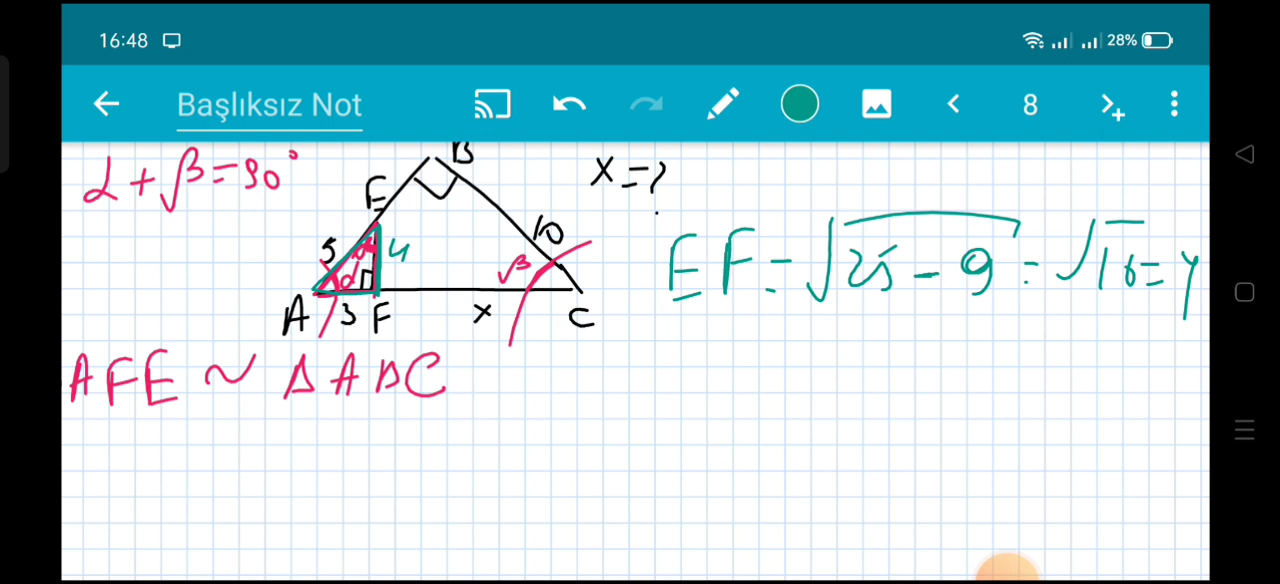 16:48 28%
Başlıksız Not 8
α + β = 90°
B
E
x = ?
5 4 10
α α β
A 3 F x C
EF = √25 - 9 = √16 = 4
AFE ~ ΔABC